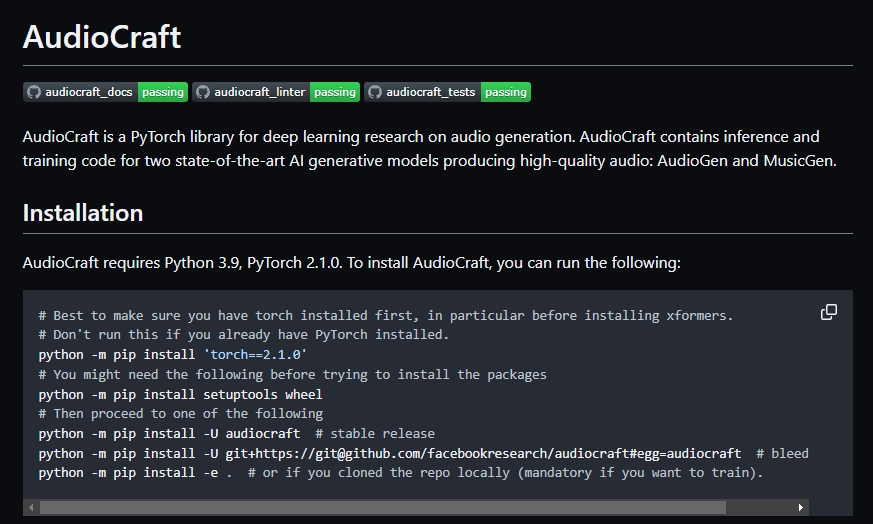 AudioCraft
audiocraft_docs passing audiocraft_linter passing audiocraft_tests passing
AudioCraft is a PyTorch library for deep learning research on audio generation. AudioCraft contains inference and
training code for two state-of-the-art AI generative models producing high-quality audio: AudioGen and MusicGen.
Installation
AudioCraft requires Python 3.9, PyTorch 2.1.0. To install AudioCraft, you can run the following:
# Best to make sure you have torch installed first, in particular before installing xformers.
# Don't run this if you already have PyTorch installed.
python -m pip install 'torch==2.1.0'
# You might need the following before trying to install the packages
python -m pip install setuptools wheel
# Then proceed to one of the following
python -m pip install -U audiocraft  # stable release
python -m pip install -U git+https://git@github.com/facebookresearch/audiocraft#egg=audiocraft  # bleed
python -m pip install -e .  # or if you cloned the repo locally (mandatory if you want to train).